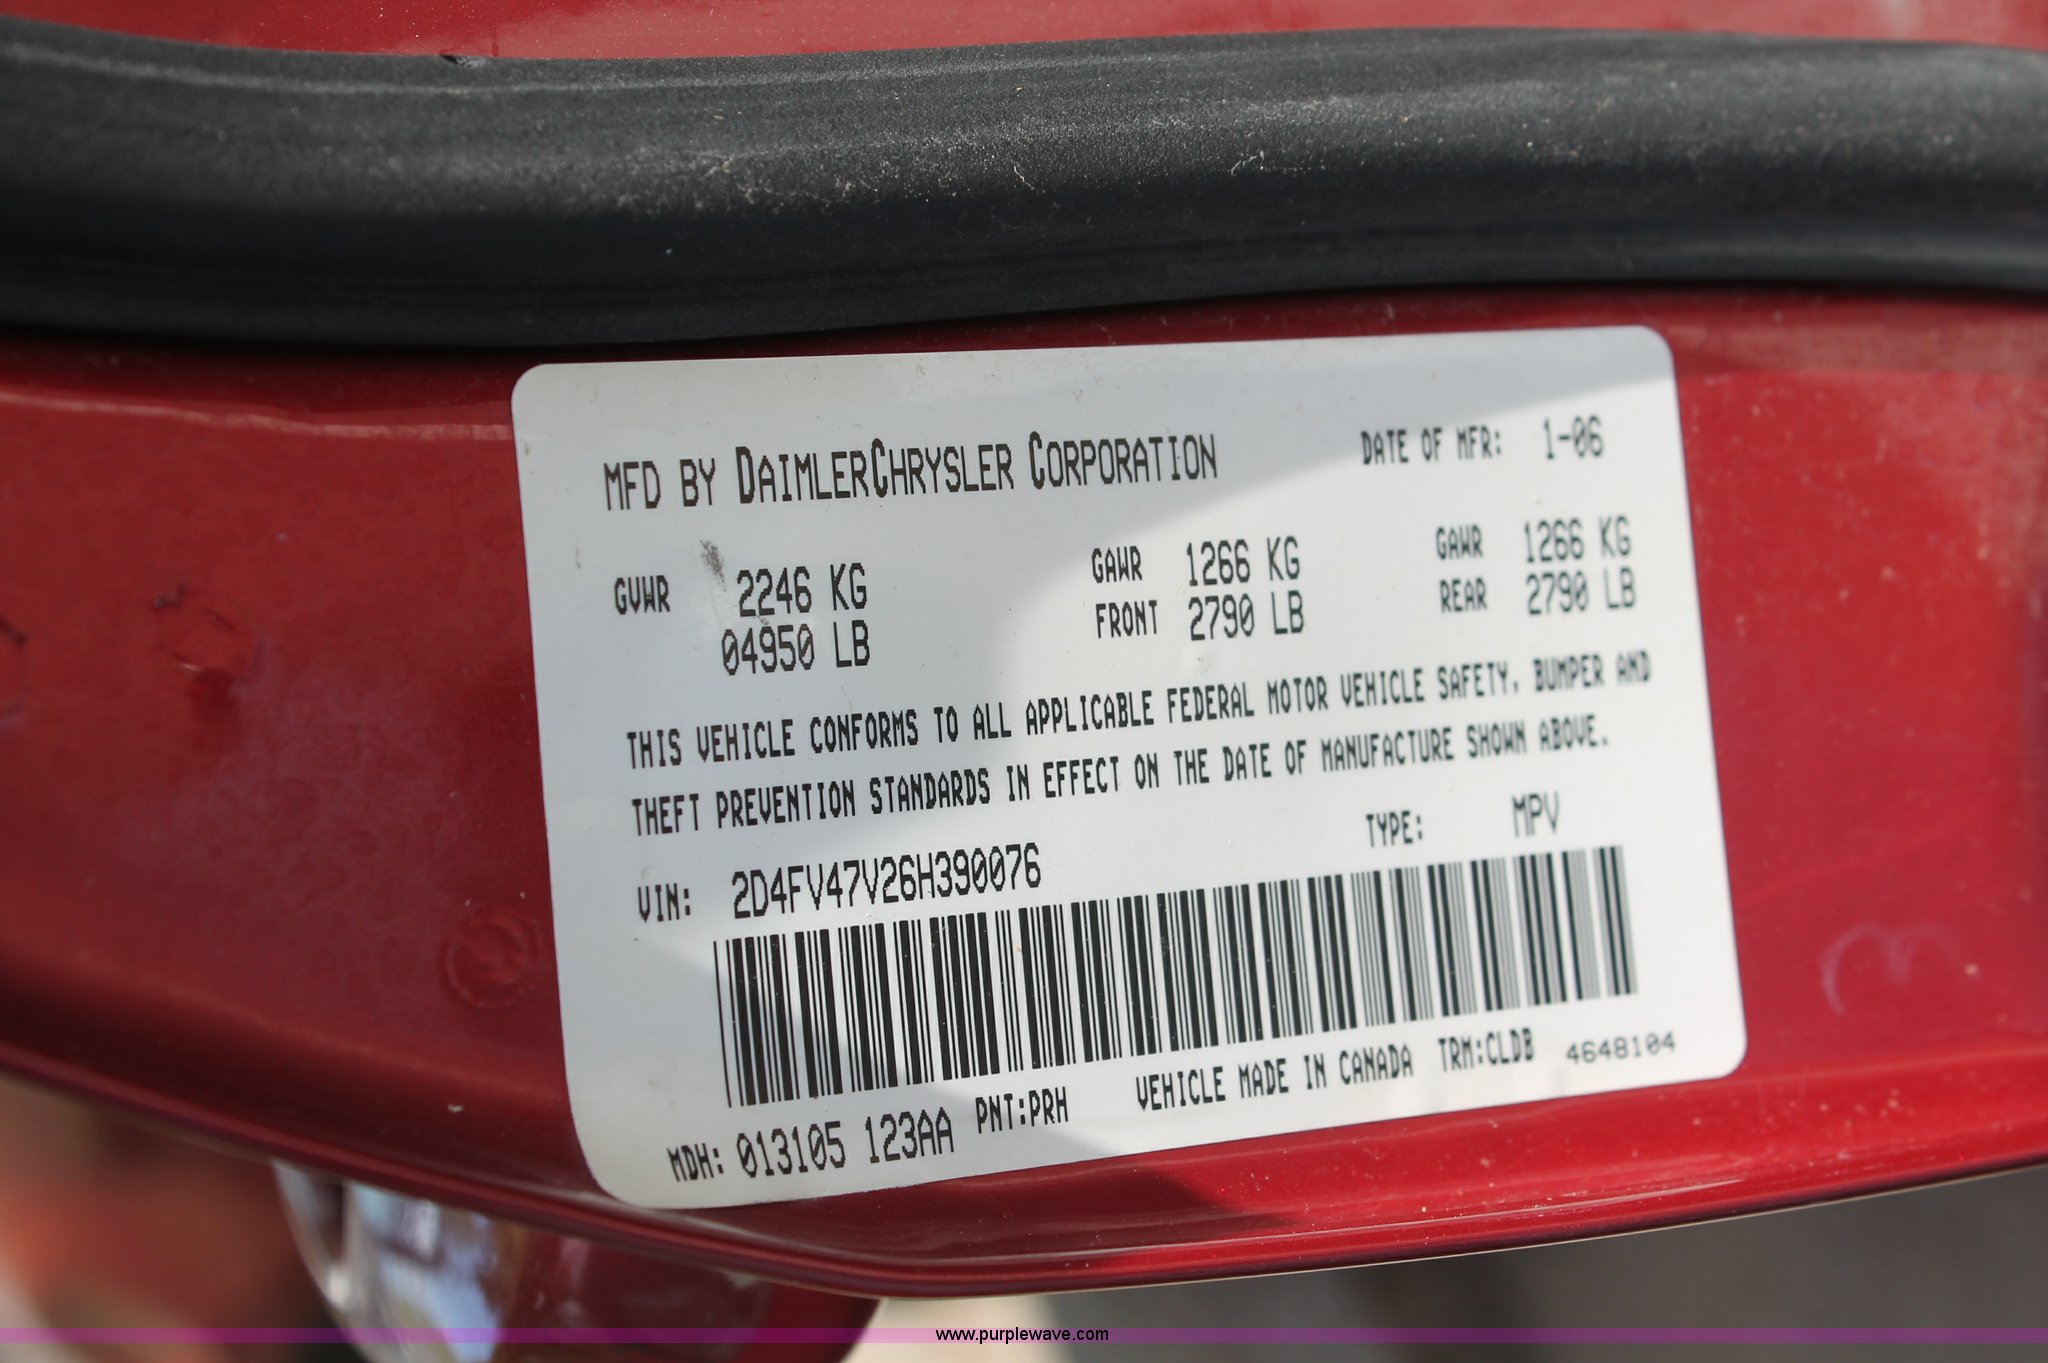 MFD BY DAIMLERCHRYSLER CORPORATION DATE OF MFR: 1-06
GVWR 2246 KG GAWR 1266 KG GAWR 1266 KG
04950 LB FRONT 2790 LB REAR 2790 LB
THIS VEHICLE CONFORMS TO ALL APPLICABLE FEDERAL MOTOR VEHICLE SAFETY, BUMPER AND
THEFT PREVENTION STANDARDS IN EFFECT ON THE DATE OF MANUFACTURE SHOWN ABOVE.
VIN: 2D4FV47V26H390076 TYPE: MPV
MDH: 013105 123AA PNT:PRH VEHICLE MADE IN CANADA TRM:CLDB 4648104
www.purplewave.com